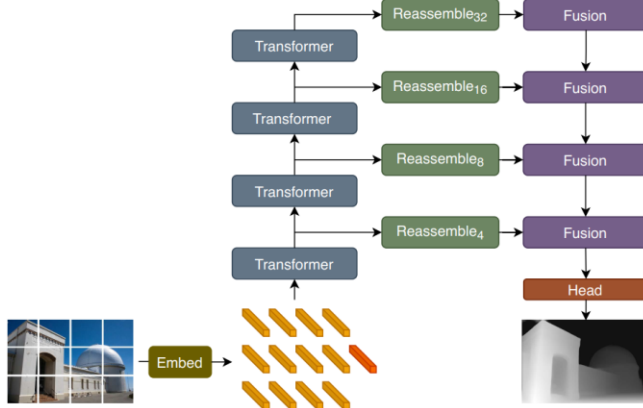 Reassemble32
Fusion
Transformer
Reassemble16
Fusion
Transformer
Reassemble8
Fusion
Transformer
Reassemble4
Fusion
Transformer
Head
Embed